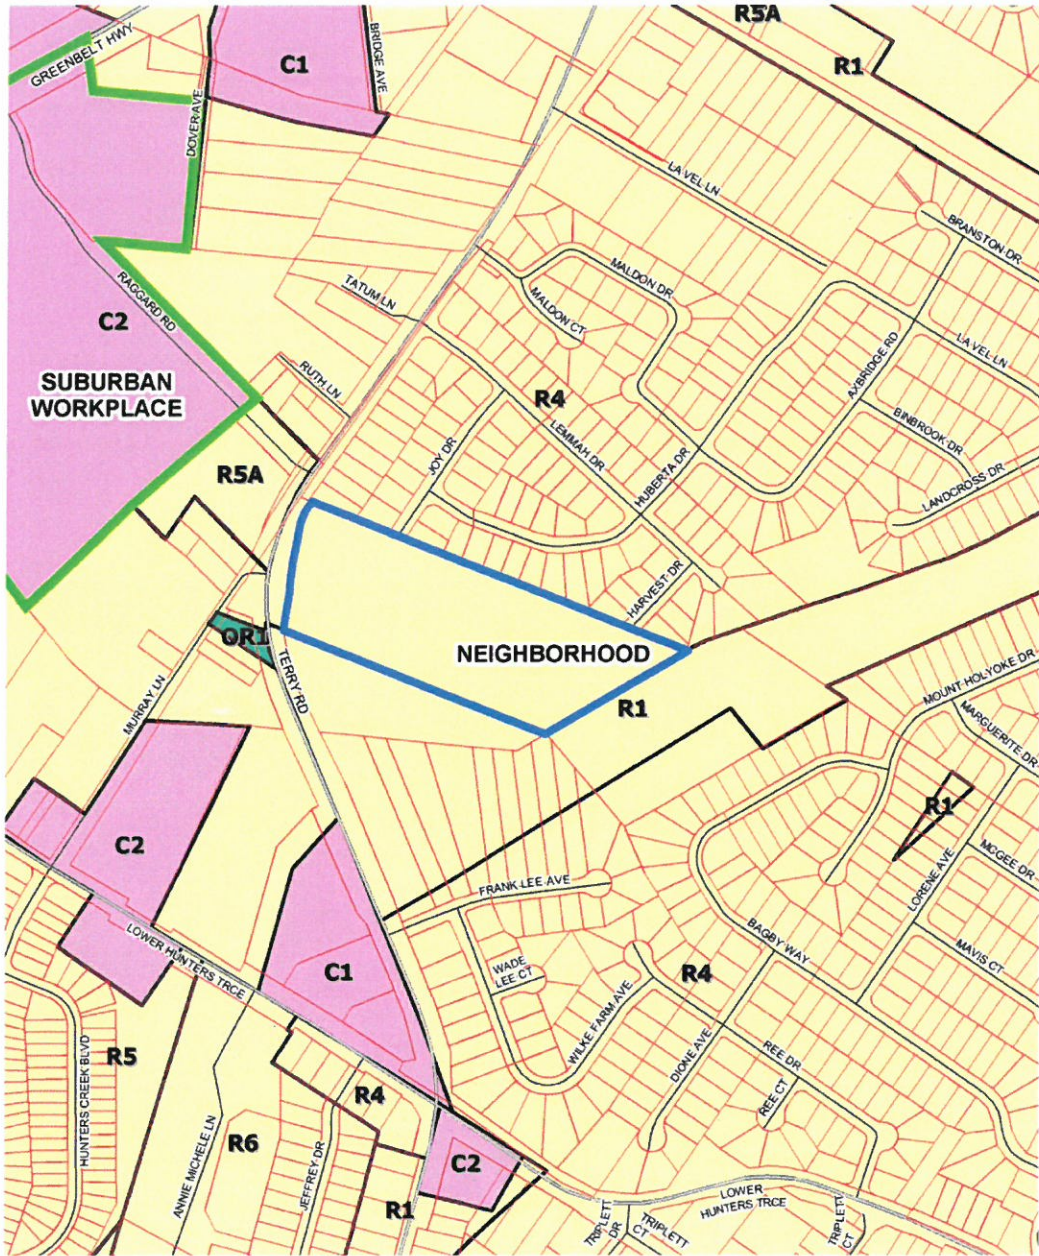 R5A
GREENBELT HWY
BRIDGE AVE
C1
R1
DOVER AVE
LA VEL LN
BRANSTON DR
MALDON DR
TATUM LN
RAGGARD RD
MALDON CT
C2
LA VEL LN
AXBRIDGE RD
SUBURBAN
WORKPLACE
RUTH LN
R4
BINBROOK DR
LEMMAH DR
JOY DR
HUBERTA DR
R5A
LANDCROSS DR
HARVEST DR
OR1
NEIGHBORHOOD
TERRY RD
MOUNT HOLYOKE DR
MURRAY LN
R1
MARGUERITE DR
R1
C2
LORENE AVE
MCGEE DR
FRANK LEE AVE
BAGBY WAY
LOWER HUNTERS TRCE
MAVIS CT
WADE
LEE CT
C1
R4
WILKE FARM AVE
DIONE AVE
REE DR
HUNTERS CREEK BLVD
R5
R4
REE CT
ANNIE MICHELE LN
R6
JEFFREY DR
C2
R1
LOWER
HUNTERS TRCE
TRIPLETT
DR
TRIPLETT
CT
TRIPLETT
CT